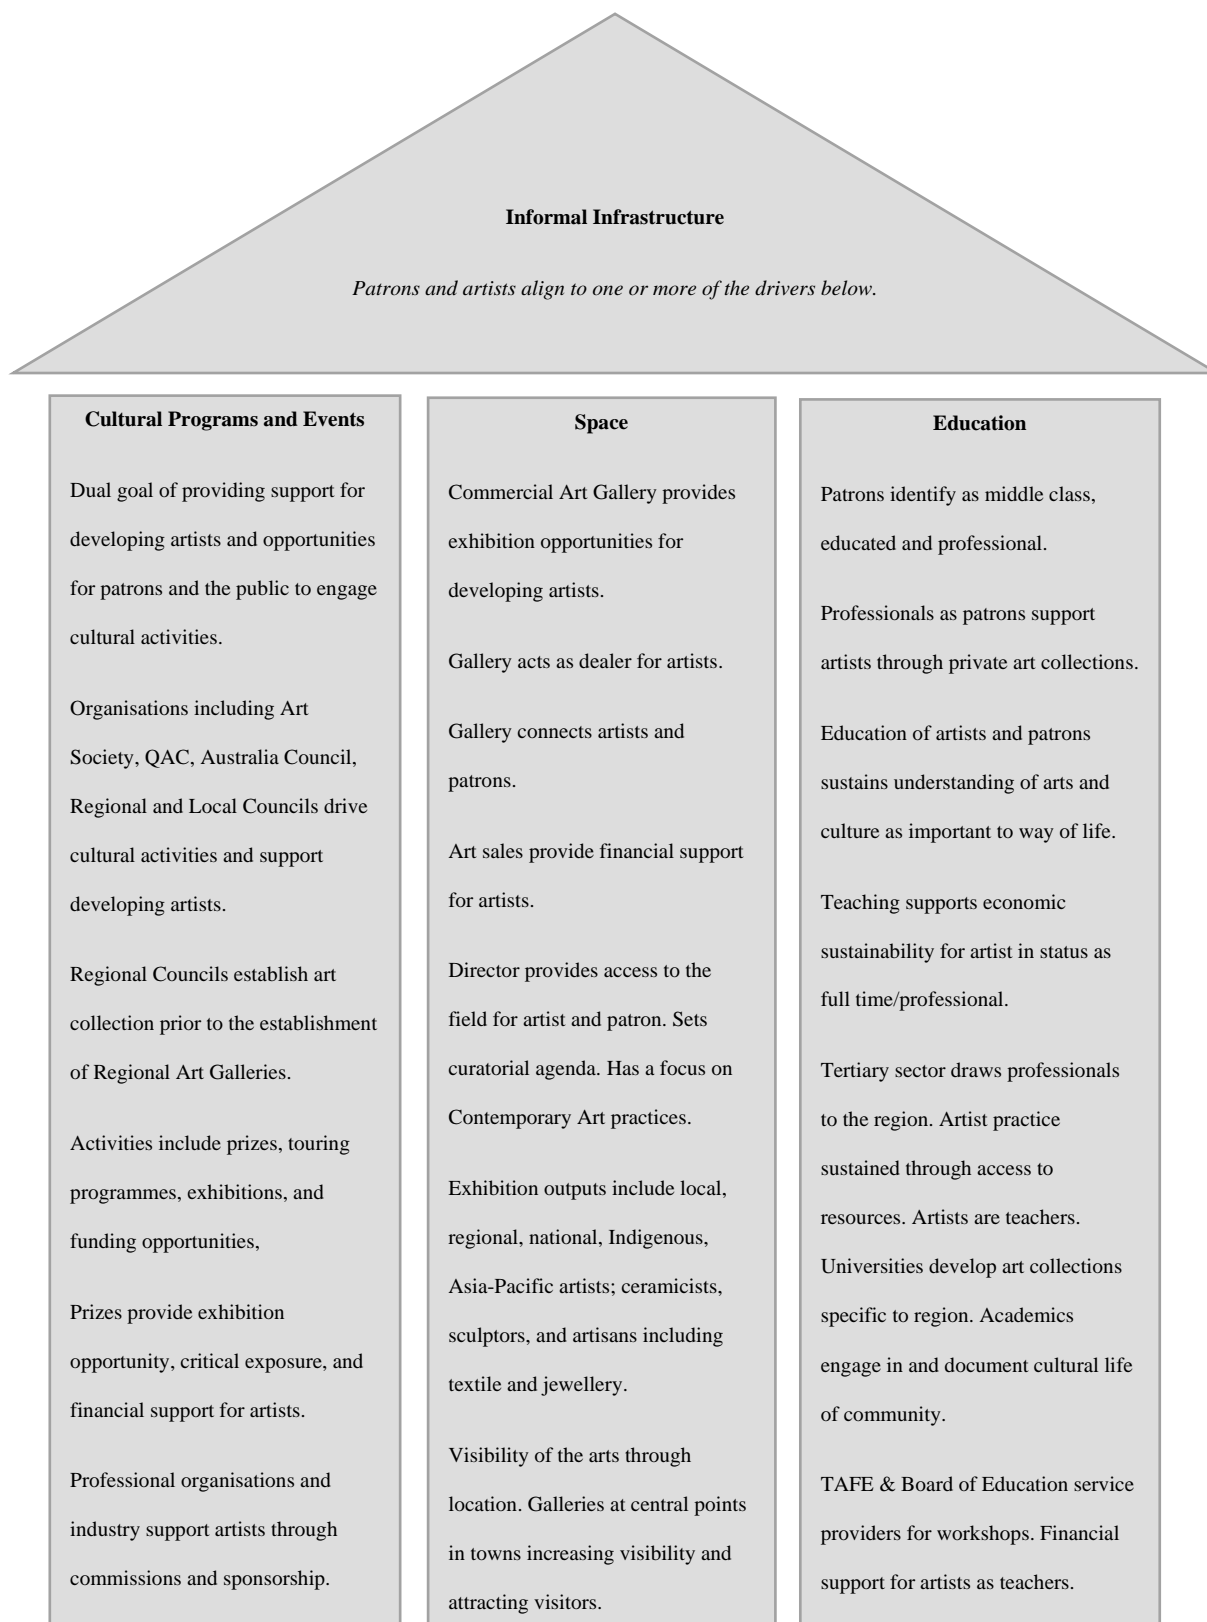 Informal Infrastructure
Patrons and artists align to one or more of the drivers below.
Cultural Programs and Events
Dual goal of providing support for
developing artists and opportunities
for patrons and the public to engage
cultural activities.
Organisations including Art
Society, QAC, Australia Council,
Regional and Local Councils drive
cultural activities and support
developing artists.
Regional Councils establish art
collection prior to the establishment
of Regional Art Galleries.
Activities include prizes, touring
programmes, exhibitions, and
funding opportunities,
Prizes provide exhibition
opportunity, critical exposure, and
financial support for artists.
Professional organisations and
industry support artists through
commissions and sponsorship.
Space
Commercial Art Gallery provides
exhibition opportunities for
developing artists.
Gallery acts as dealer for artists.
Gallery connects artists and
patrons.
Art sales provide financial support
for artists.
Director provides access to the
field for artist and patron. Sets
curatorial agenda. Has a focus on
Contemporary Art practices.
Exhibition outputs include local,
regional, national, Indigenous,
Asia-Pacific artists; ceramicists,
sculptors, and artisans including
textile and jewellery.
Visibility of the arts through
location. Galleries at central points
in towns increasing visibility and
attracting visitors.
Education
Patrons identify as middle class,
educated and professional.
Professionals as patrons support
artists through private art collections.
Education of artists and patrons
sustains understanding of arts and
culture as important to way of life.
Teaching supports economic
sustainability for artist in status as
full time/professional.
Tertiary sector draws professionals
to the region. Artist practice
sustained through access to
resources. Artists are teachers.
Universities develop art collections
specific to region. Academics
engage in and document cultural life
of community.
TAFE & Board of Education service
providers for workshops. Financial
support for artists as teachers.